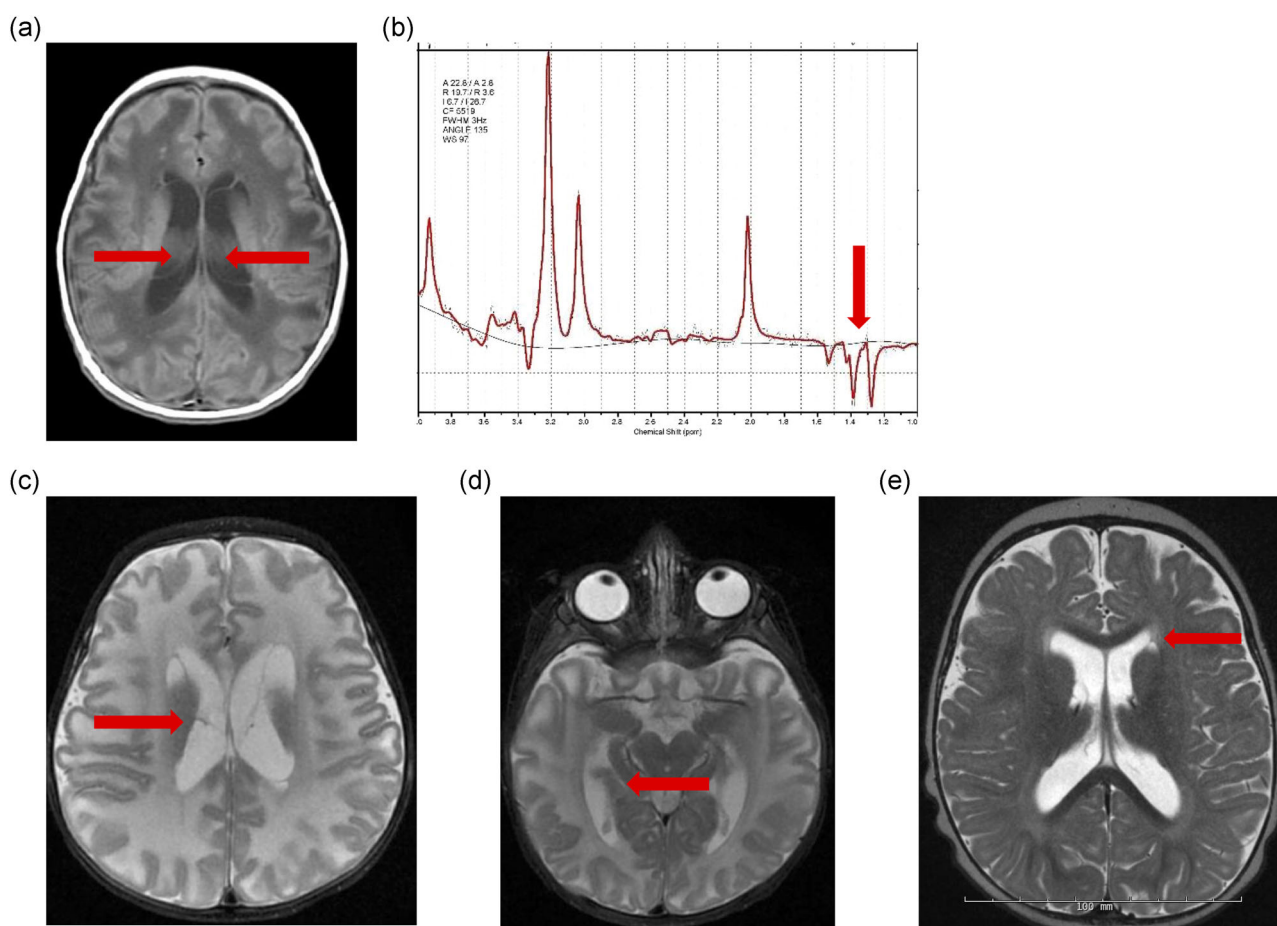 (a)
(b)
A 22.8 / A 2.8
R 19.7 / R 3.6
I 6.7 / F26.7
CF 6519
FWHM 3Hz
ANGLE 135
WS 97
3.8 3.6 3.4 3.2 3.0 2.8 2.6 2.4 2.2 2.0 1.8 1.6 1.4 1.2 1.0
Chemical Shift (ppm)
(c)
(d)
(e)
100 mm